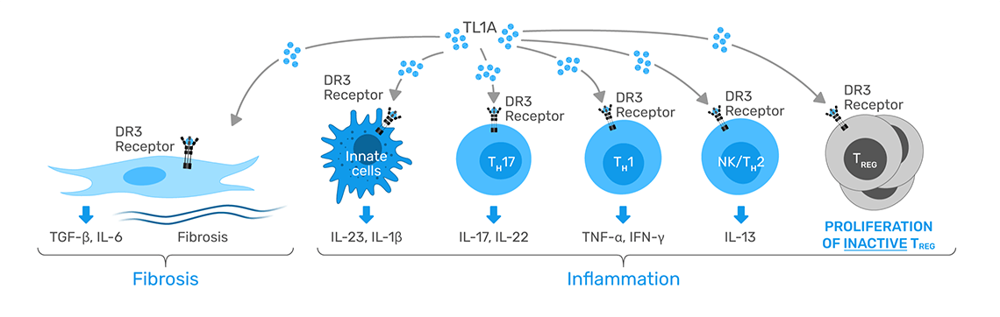 TL1A
DR3
Receptor
DR3
Receptor
Innate
cells
DR3
Receptor
TH17
DR3
Receptor
TH1
DR3
Receptor
NK/TH2
DR3
Receptor
TREG
TGF-β, IL-6
Fibrosis
IL-23, IL-1β
IL-17, IL-22
TNF-α, IFN-γ
IL-13
PROLIFERATION
OF INACTIVE TREG
Fibrosis
Inflammation